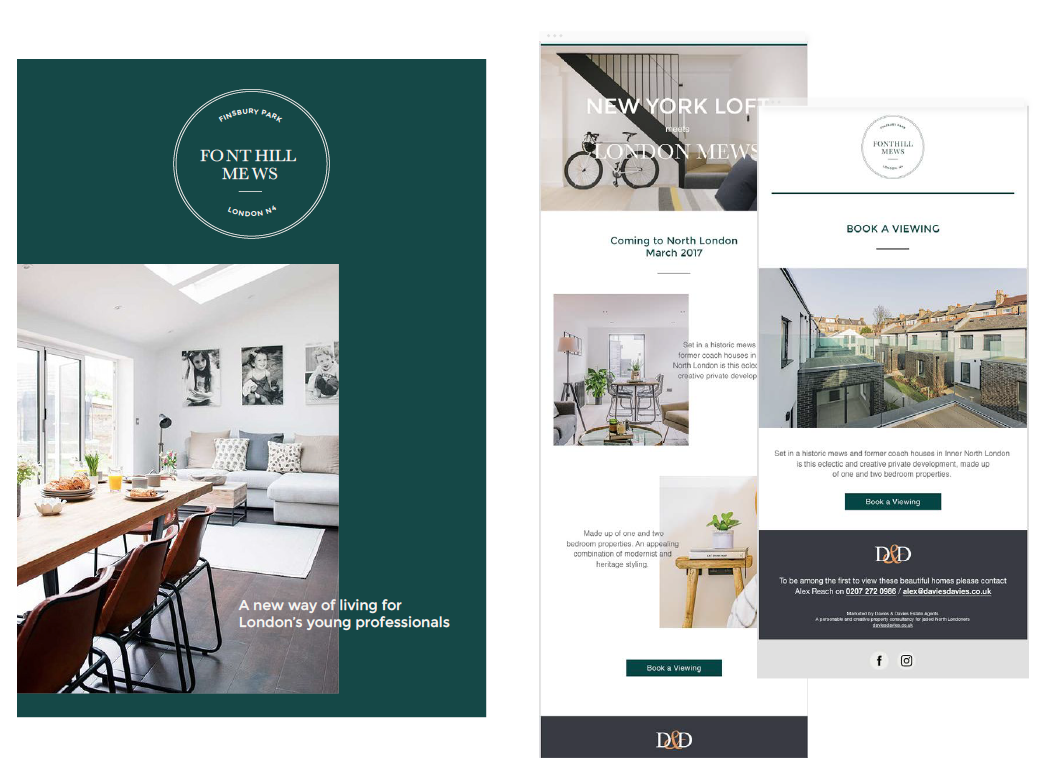 FINSBURY PARK
FONTHILL
MEWS
LONDON N4
A new way of living for
London's young professionals
NEW YORK LOFT
meets
LONDON MEWS
Coming to North London
March 2017
Set in a historic mews
former coach houses in
North London is this eclec
creative private develop
Made up of one and two
bedroom properties. An appealing
combination of modernist and
heritage styling.
Book a Viewing
D&D
FINSBURY PARK
FONTHILL
MEWS
LONDON N4
BOOK A VIEWING
Set in a historic mews and former coach houses in Inner North London
is this eclectic and creative private development, made up
of one and two bedroom properties.
Book a Viewing
D&D
To be among the first to view these beautiful homes please contact
Alex Reach on 0207 272 0986 / alex@daviesdavies.co.uk
Marketed by Davies & Davies Estate Agents
A personable and creative property consultancy for jaded North Londoners
daviesdavies.co.uk
f